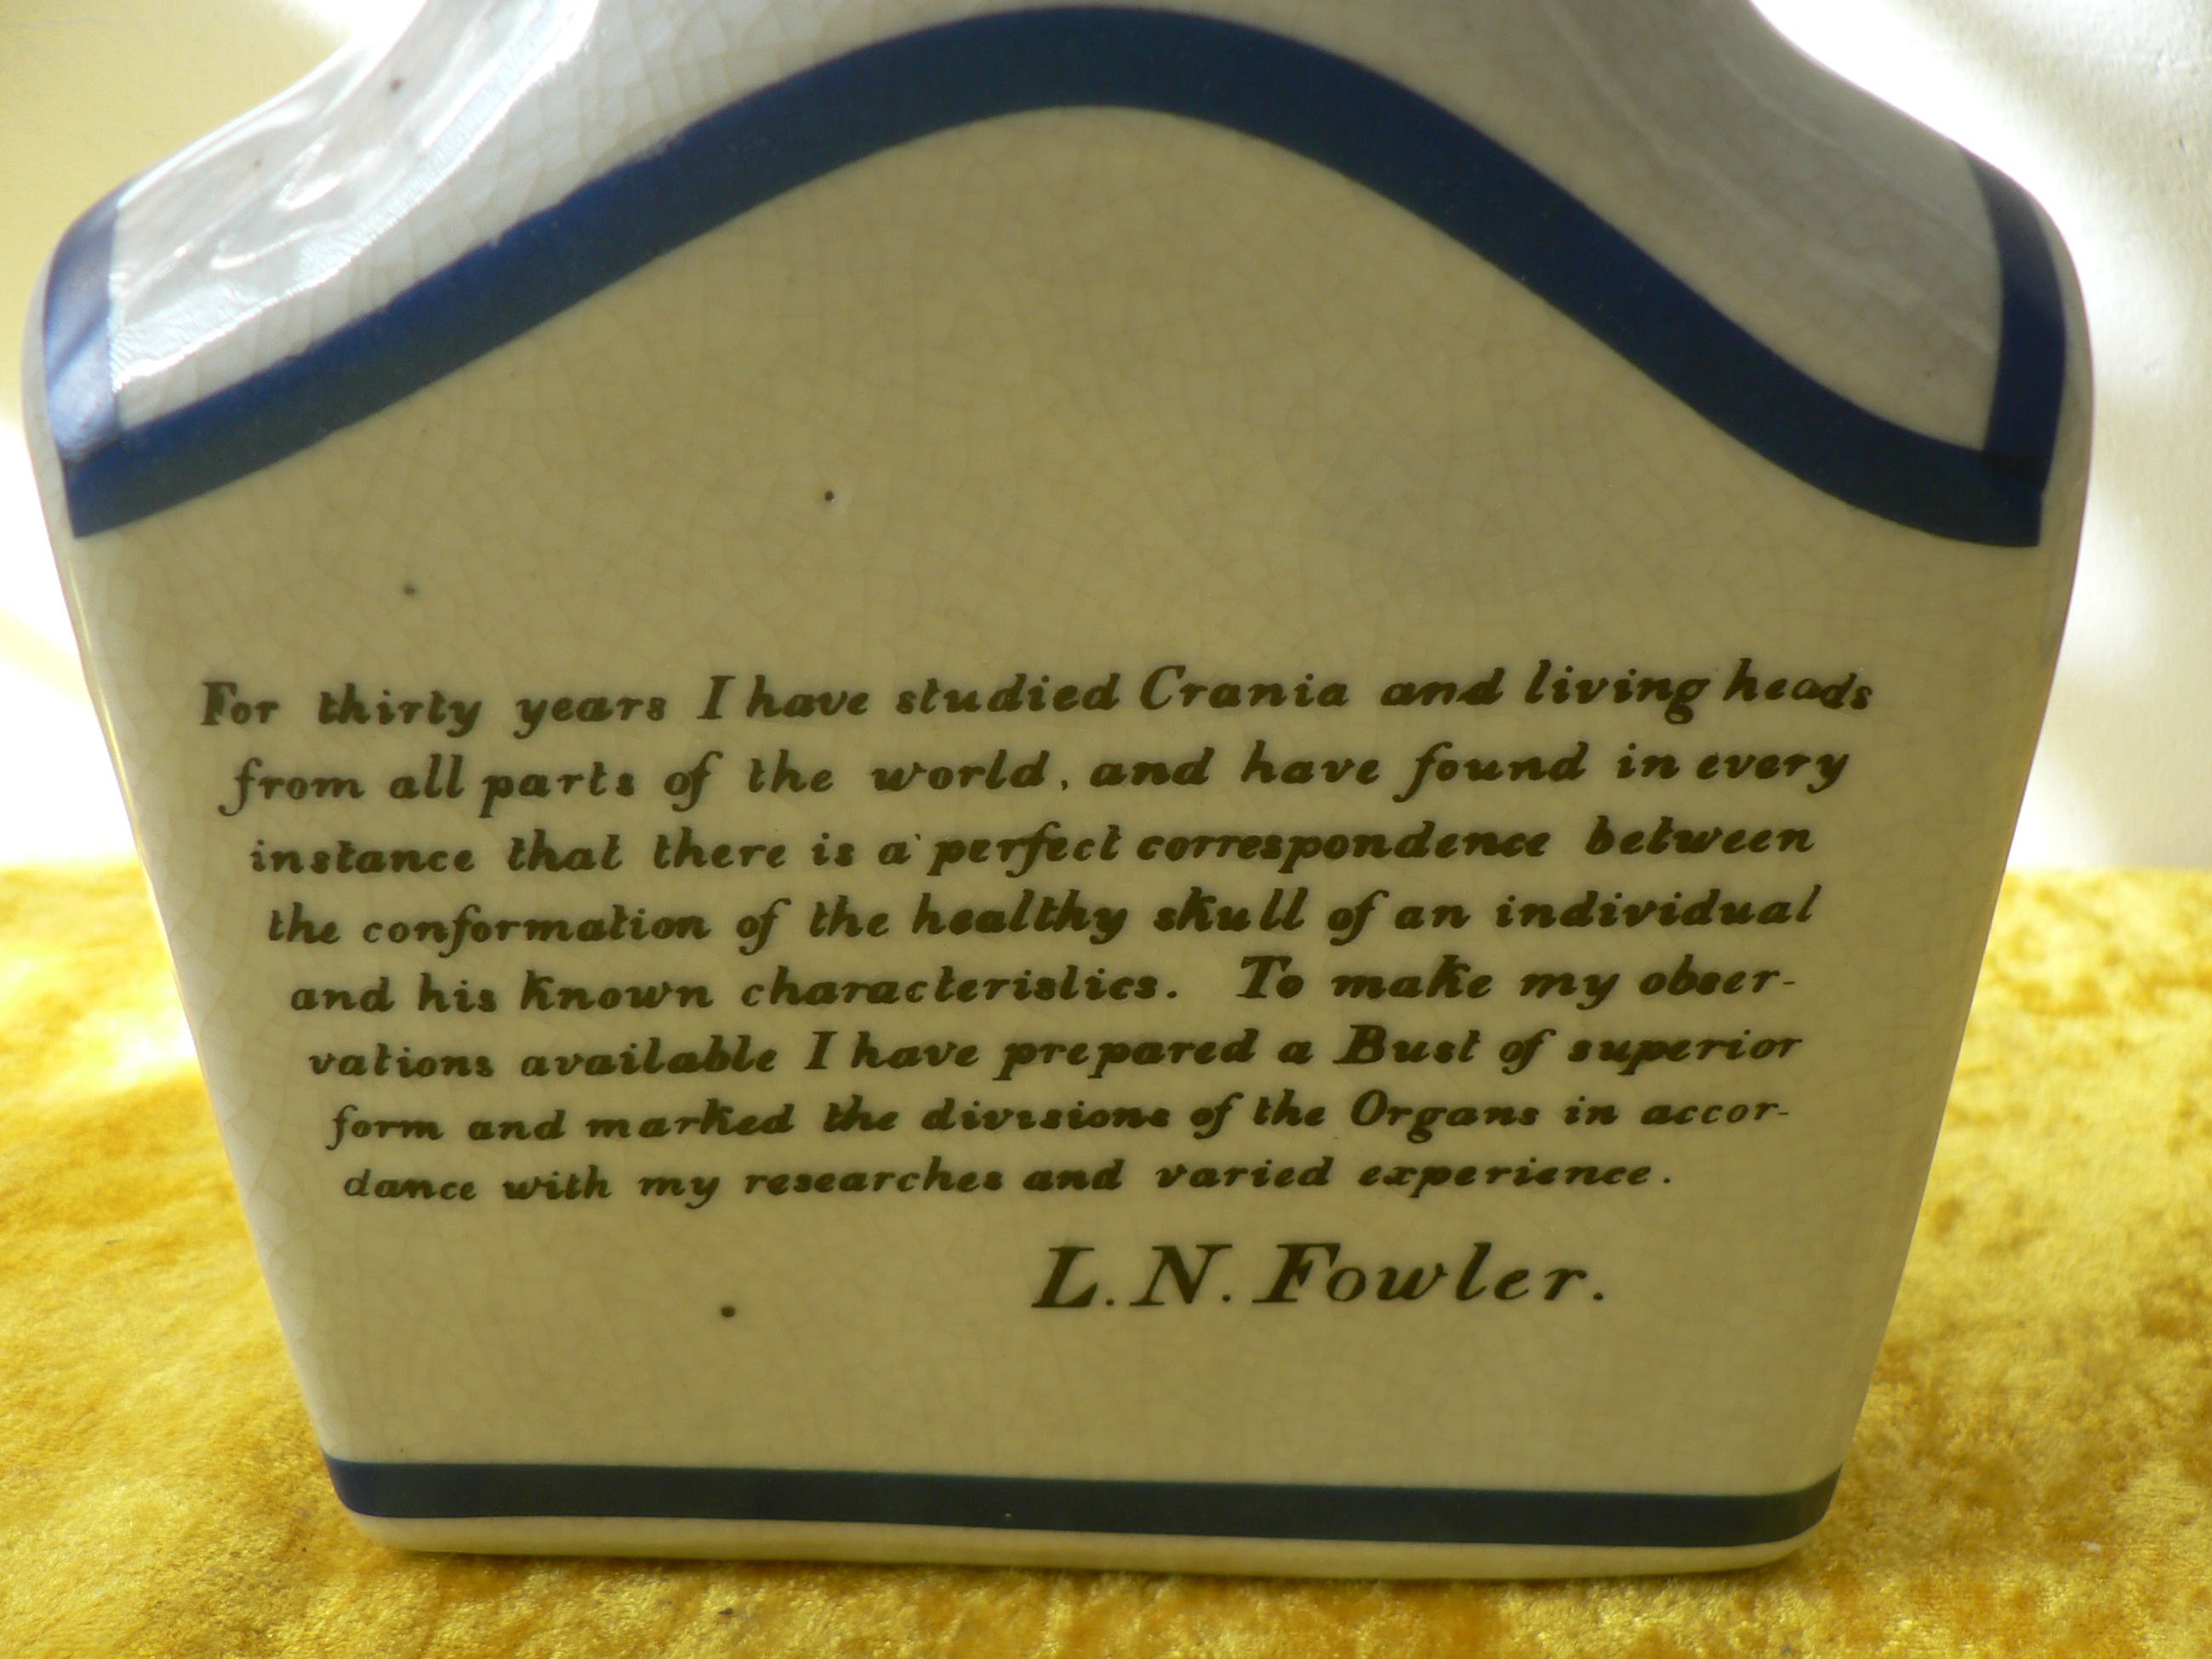 For thirty years I have studied Crania and living heads
from all parts of the world, and have found in every
instance that there is a perfect correspondence between
the conformation of the healthy skull of an individual
and his known characteristics. To make my obser-
vations available I have prepared a Bust of superior
form and marked the divisions of the Organs in accor-
dance with my researches and varied experience.
L.N. Fowler.